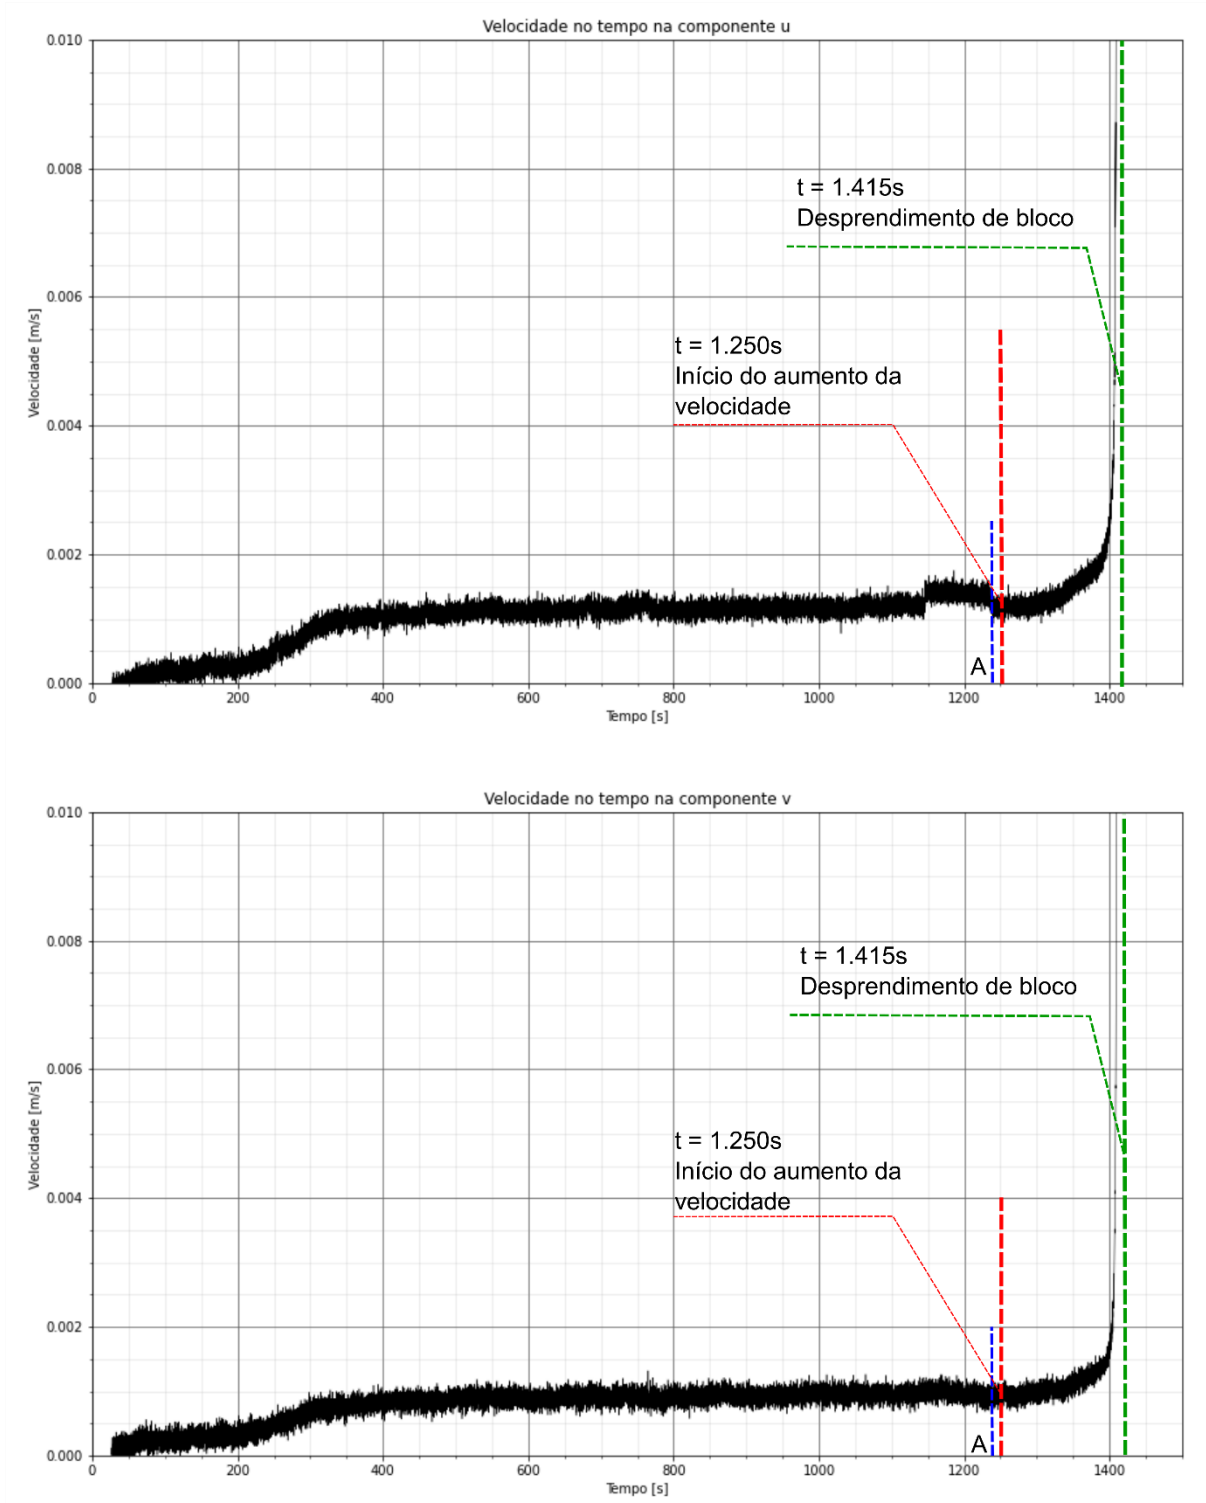 Velocidade no tempo na componente u
0.010
0.008
0.006
0.004
0.002
0.000
Velocidade [m/s]
t = 1.415s
Desprendimento de bloco
t = 1.250s
Início do aumento da
velocidade
A
0 200 400 600 800 1000 1200 1400
Tempo [s]
Velocidade no tempo na componente v
0.010
0.008
0.006
0.004
0.002
0.000
Velocidade [m/s]
t = 1.415s
Desprendimento de bloco
t = 1.250s
Início do aumento da
velocidade
A
0 200 400 600 800 1000 1200 1400
Tempo [s]